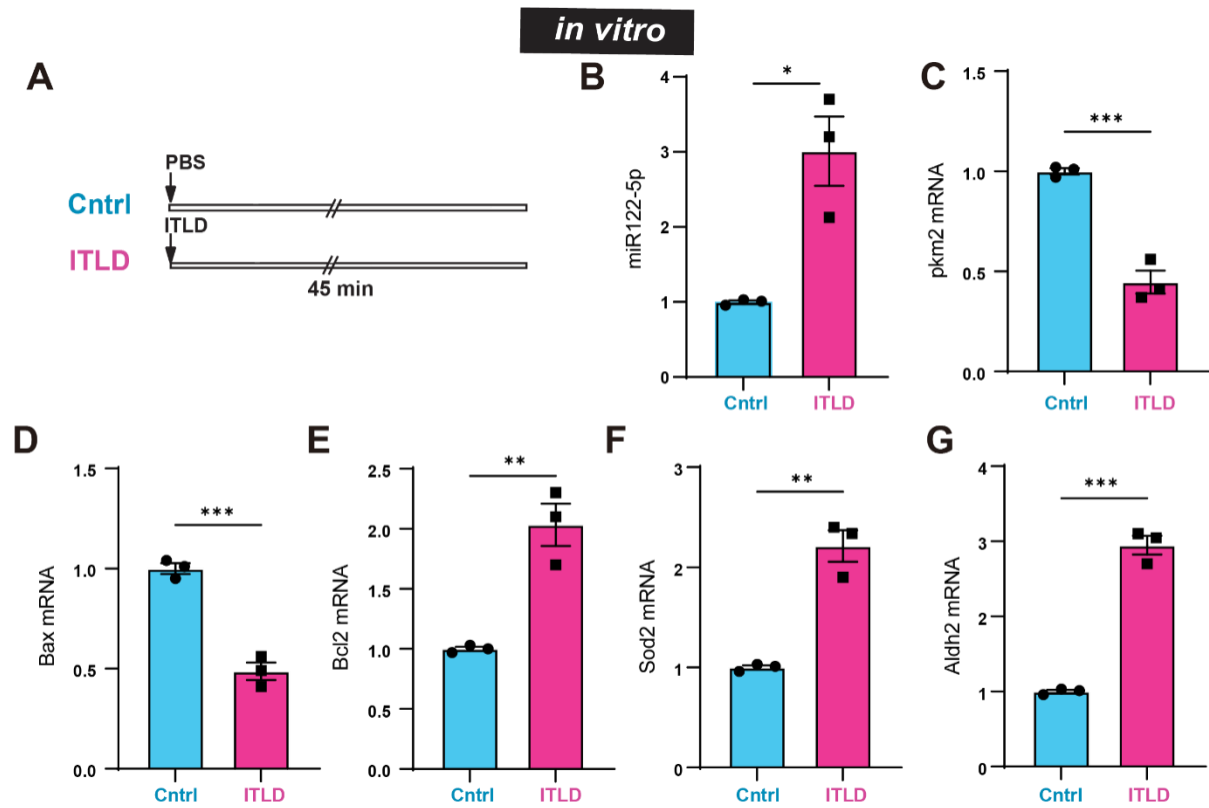 in vitro
A
PBS
Cntrl
ITLD
ITLD
45 min
B
miR122-5p
4
3
2
1
0
*
Cntrl
ITLD
C
pkm2 mRNA
1.5
1.0
0.5
0.0
***
Cntrl
ITLD
D
Bax mRNA
1.5
1.0
0.5
0.0
***
Cntrl
ITLD
E
Bcl2 mRNA
2.5
2.0
1.5
1.0
0.5
0.0
**
Cntrl
ITLD
F
Sod2 mRNA
3
2
1
0
**
Cntrl
ITLD
G
Aldh2 mRNA
4
3
2
1
0
***
Cntrl
ITLD